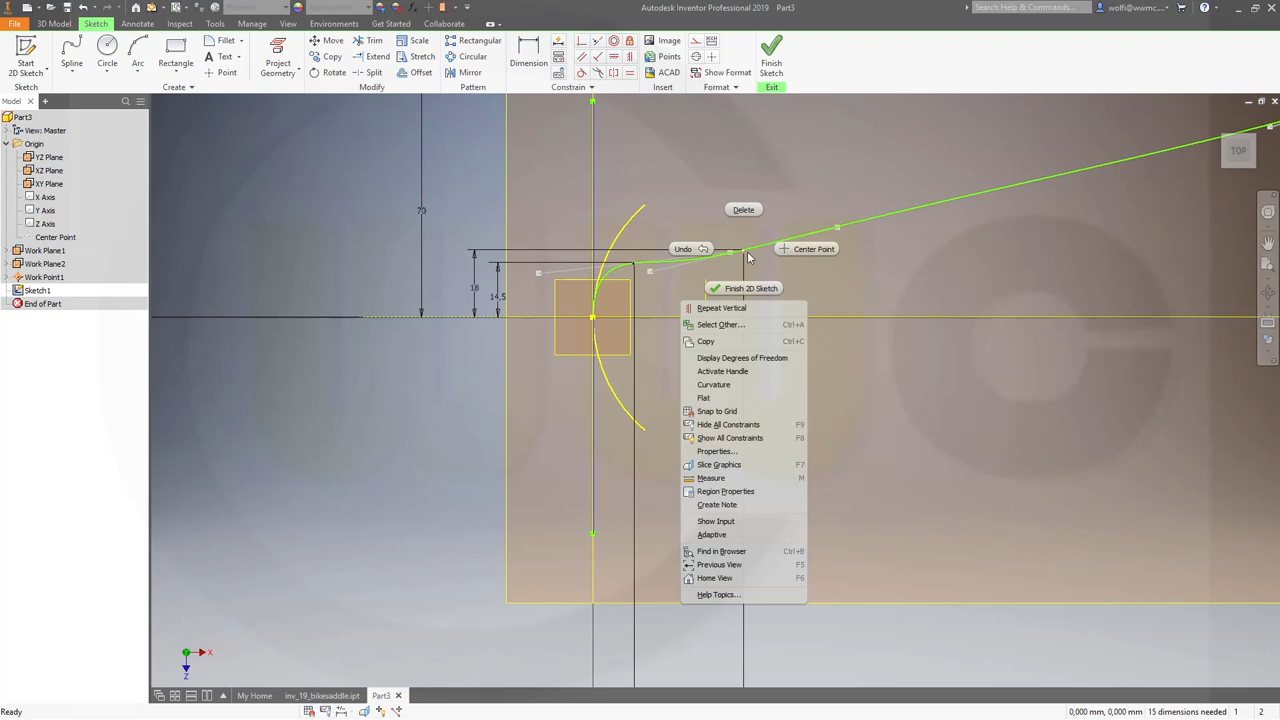 Autodesk Inventor Professional 2019 Part3
Search Help & Commands...
wolfi@wwmc...
File 3D Model Sketch Annotate Inspect Tools Manage View Environments Get Started Collaborate
Start
2D Sketch
Spline
Circle
Arc
Rectangle
Fillet
Text
Point
Project
Geometry
Move
Copy
Rotate
Trim
Extend
Split
Scale
Stretch
Offset
Rectangular
Circular
Mirror
Dimension
Image
Points
ACAD
Show Format
Finish
Sketch
Sketch Create Modify Pattern Constrain Insert Format Exit
Model
Part3
View: Master
Origin
YZ Plane
XZ Plane
XY Plane
X Axis
Y Axis
Z Axis
Center Point
Work Plane1
Work Plane2
Work Point1
Sketch1
End of Part
TOP
70
18
14,5
Delete
Undo
Center Point
Finish 2D Sketch
Repeat Vertical
Select Other... Ctrl+A
Copy Ctrl+C
Display Degrees of Freedom
Activate Handle
Curvature
Flat
Snap to Grid
Hide All Constraints F9
Show All Constraints F8
Properties...
Slice Graphics F7
Measure M
Region Properties
Create Note
Show Input
Adaptive
Find in Browser Ctrl+B
Previous View F5
Home View F6
Help Topics...
X
Z
My Home inv_19_bikesaddle.ipt Part3
Ready
0,000 mm, 0,000 mm 15 dimensions needed 1 2